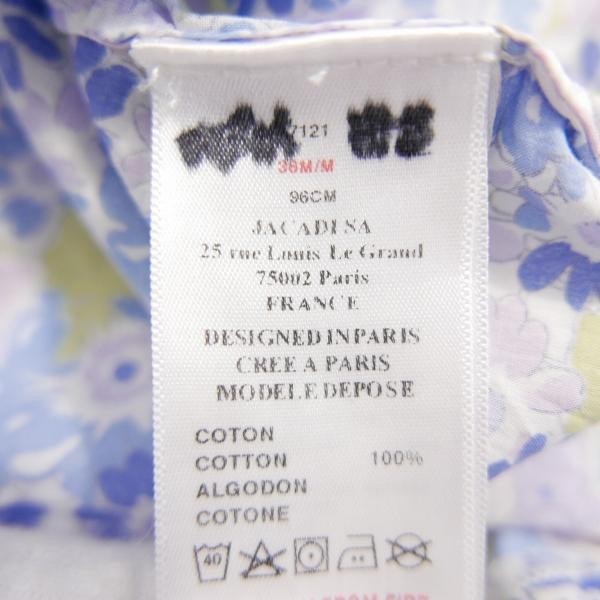 7121
36M/M
96CM
JACADI SA
25 rue Louis Le Grand
75002 Paris
FRANCE
DESIGNED IN PARIS
CREE A PARIS
MODELE DEPOSE
COTON
COTTON 100%
ALGODON
COTONE
40